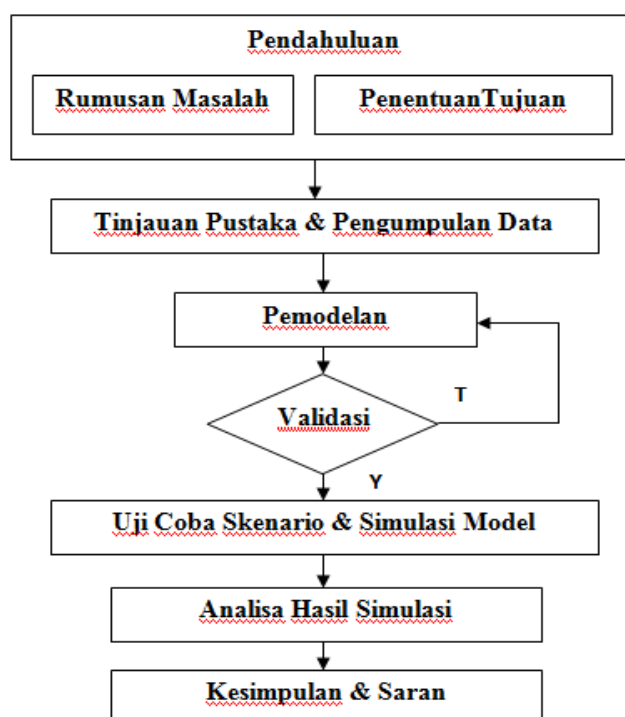 Pendahuluan
Rumusan Masalah
PenentuanTujuan
Tinjauan Pustaka & Pengumpulan Data
Pemodelan
T
Validasi
Y
Uji Coba Skenario & Simulasi Model
Analisa Hasil Simulasi
Kesimpulan & Saran